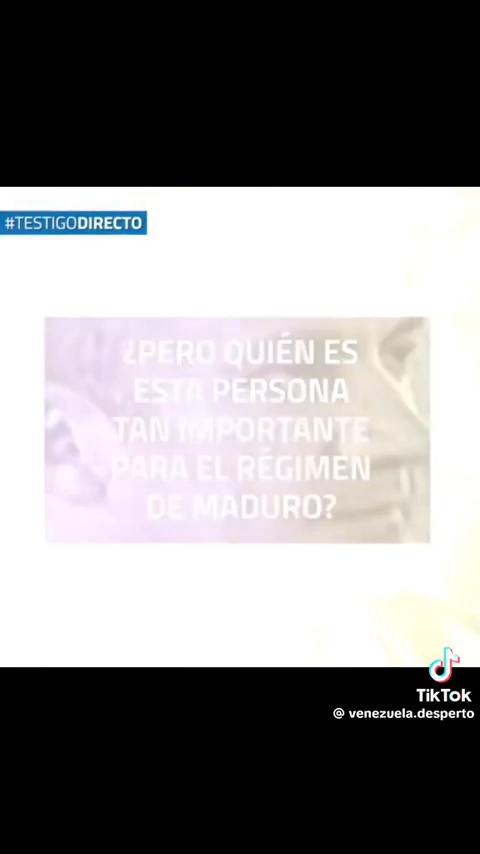 #TESTIGODIRECTO
¿PERO QUIÉN ES
ESTA PERSONA
TAN IMPORTANTE
PARA EL RÉGIMEN
DE MADURO?
TikTok
@ venezuela.desperto